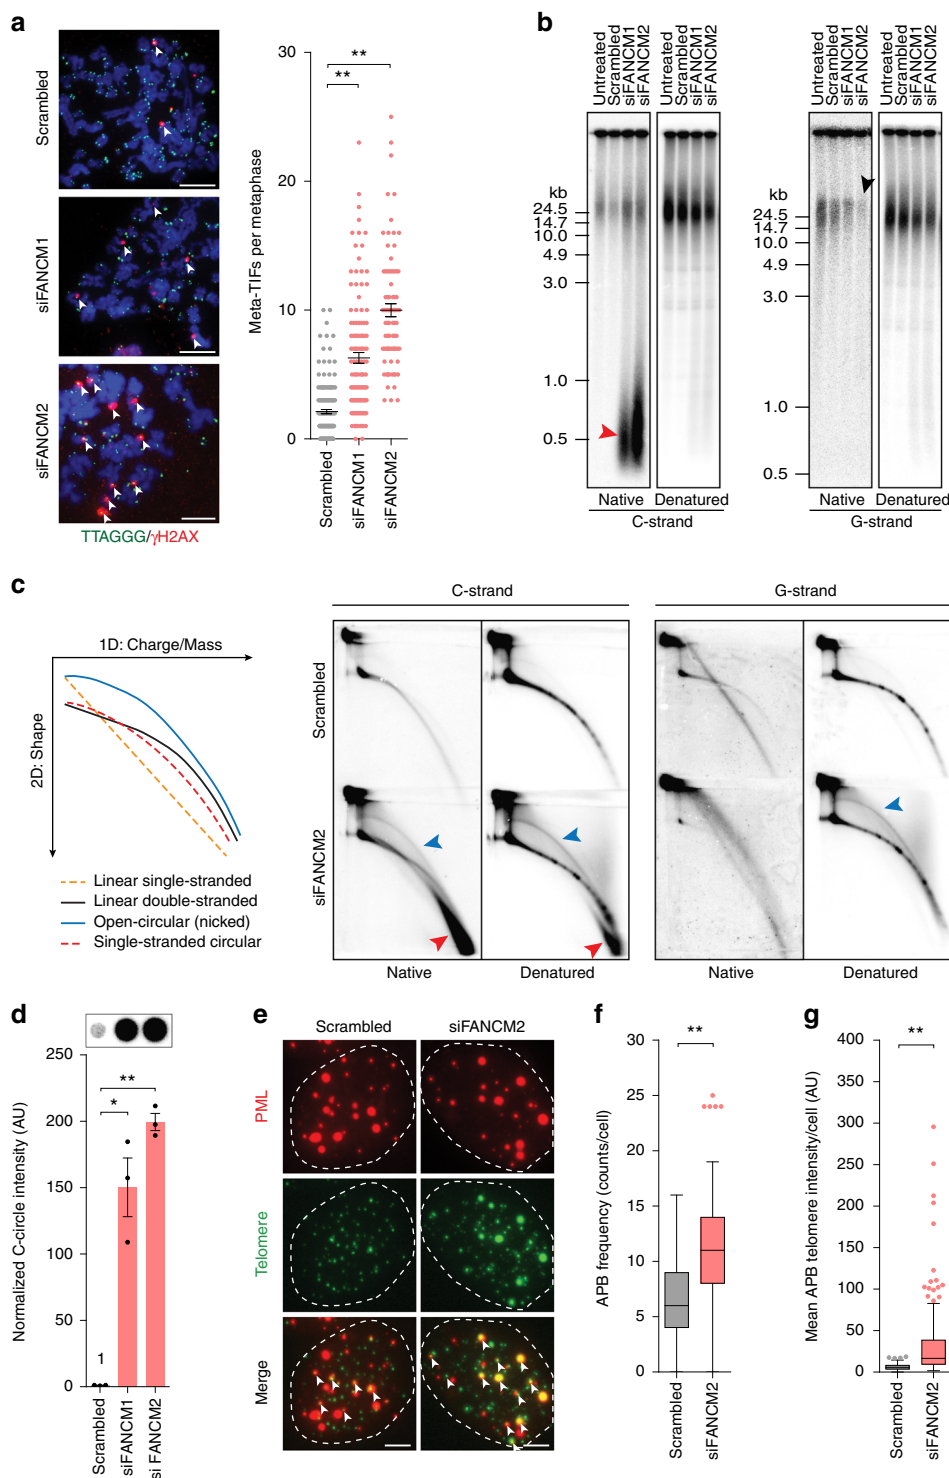 a
Scrambled
siFANCM1
siFANCM2
TTAGGG/γH2AX
Meta-TIFs per metaphase
30
20
10
0
**
**
Scrambled
siFANCM1
siFANCM2
b
Untreated
Scrambled
siFANCM1
siFANCM2
Untreated
Scrambled
siFANCM1
siFANCM2
kb
24.5
14.7
10.0
4.9
3.0
1.0
0.5
Native
Denatured
C-strand
Untreated
Scrambled
siFANCM1
siFANCM2
Untreated
Scrambled
siFANCM1
siFANCM2
kb
24.5
14.7
10.0
4.9
3.0
1.0
0.5
Native
Denatured
G-strand
c
1D: Charge/Mass
2D: Shape
Linear single-stranded
Linear double-stranded
Open-circular (nicked)
Single-stranded circular
C-strand
G-strand
Scrambled
siFANCM2
Native
Denatured
Native
Denatured
d
Normalized C-circle intensity (AU)
250
200
150
100
50
0
**
*
1
Scrambled
siFANCM1
si FANCM2
e
Scrambled
siFANCM2
PML
Telomere
Merge
f
APB frequency (counts/cell)
30
25
20
15
10
5
0
**
Scrambled
siFANCM2
g
Mean APB telomere intensity/cell (AU)
400
350
300
250
200
150
100
50
0
**
Scrambled
siFANCM2